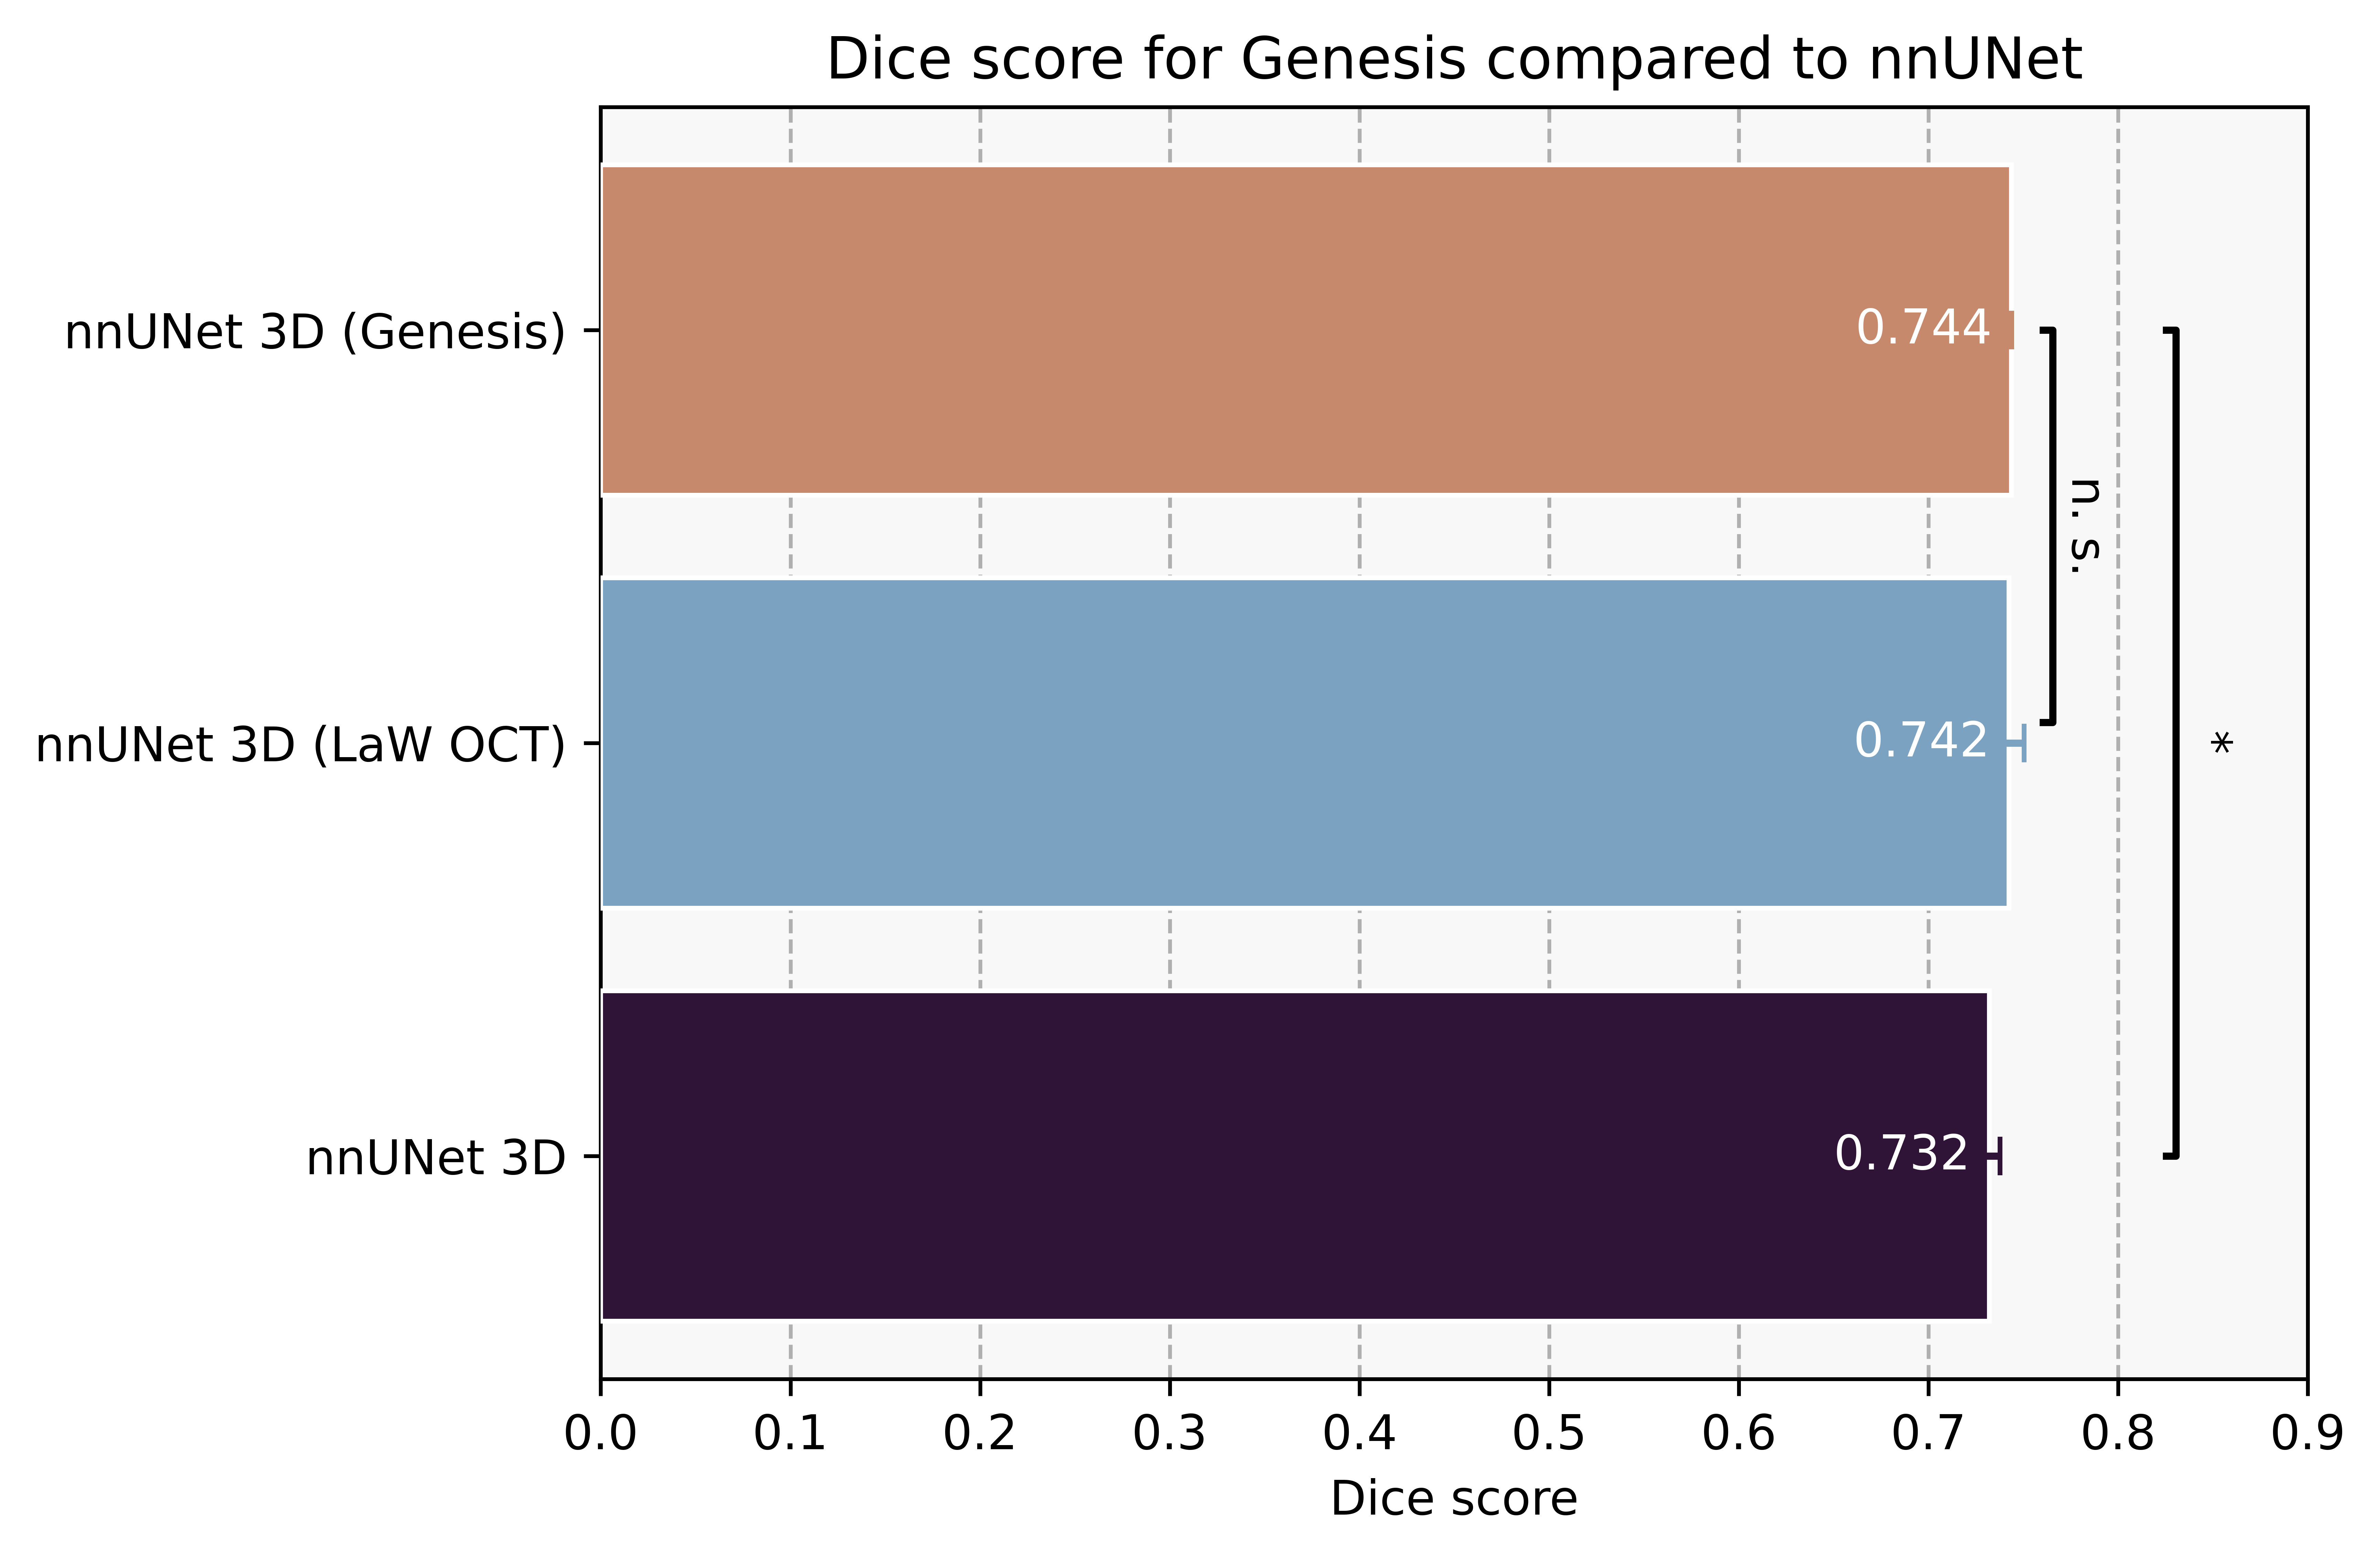 Dice score for Genesis compared to nnUNet
nnUNet 3D (Genesis)
0.744
n. s.
nnUNet 3D (LaW OCT)
0.742
*
nnUNet 3D
0.732
0.0 0.1 0.2 0.3 0.4 0.5 0.6 0.7 0.8 0.9
Dice score